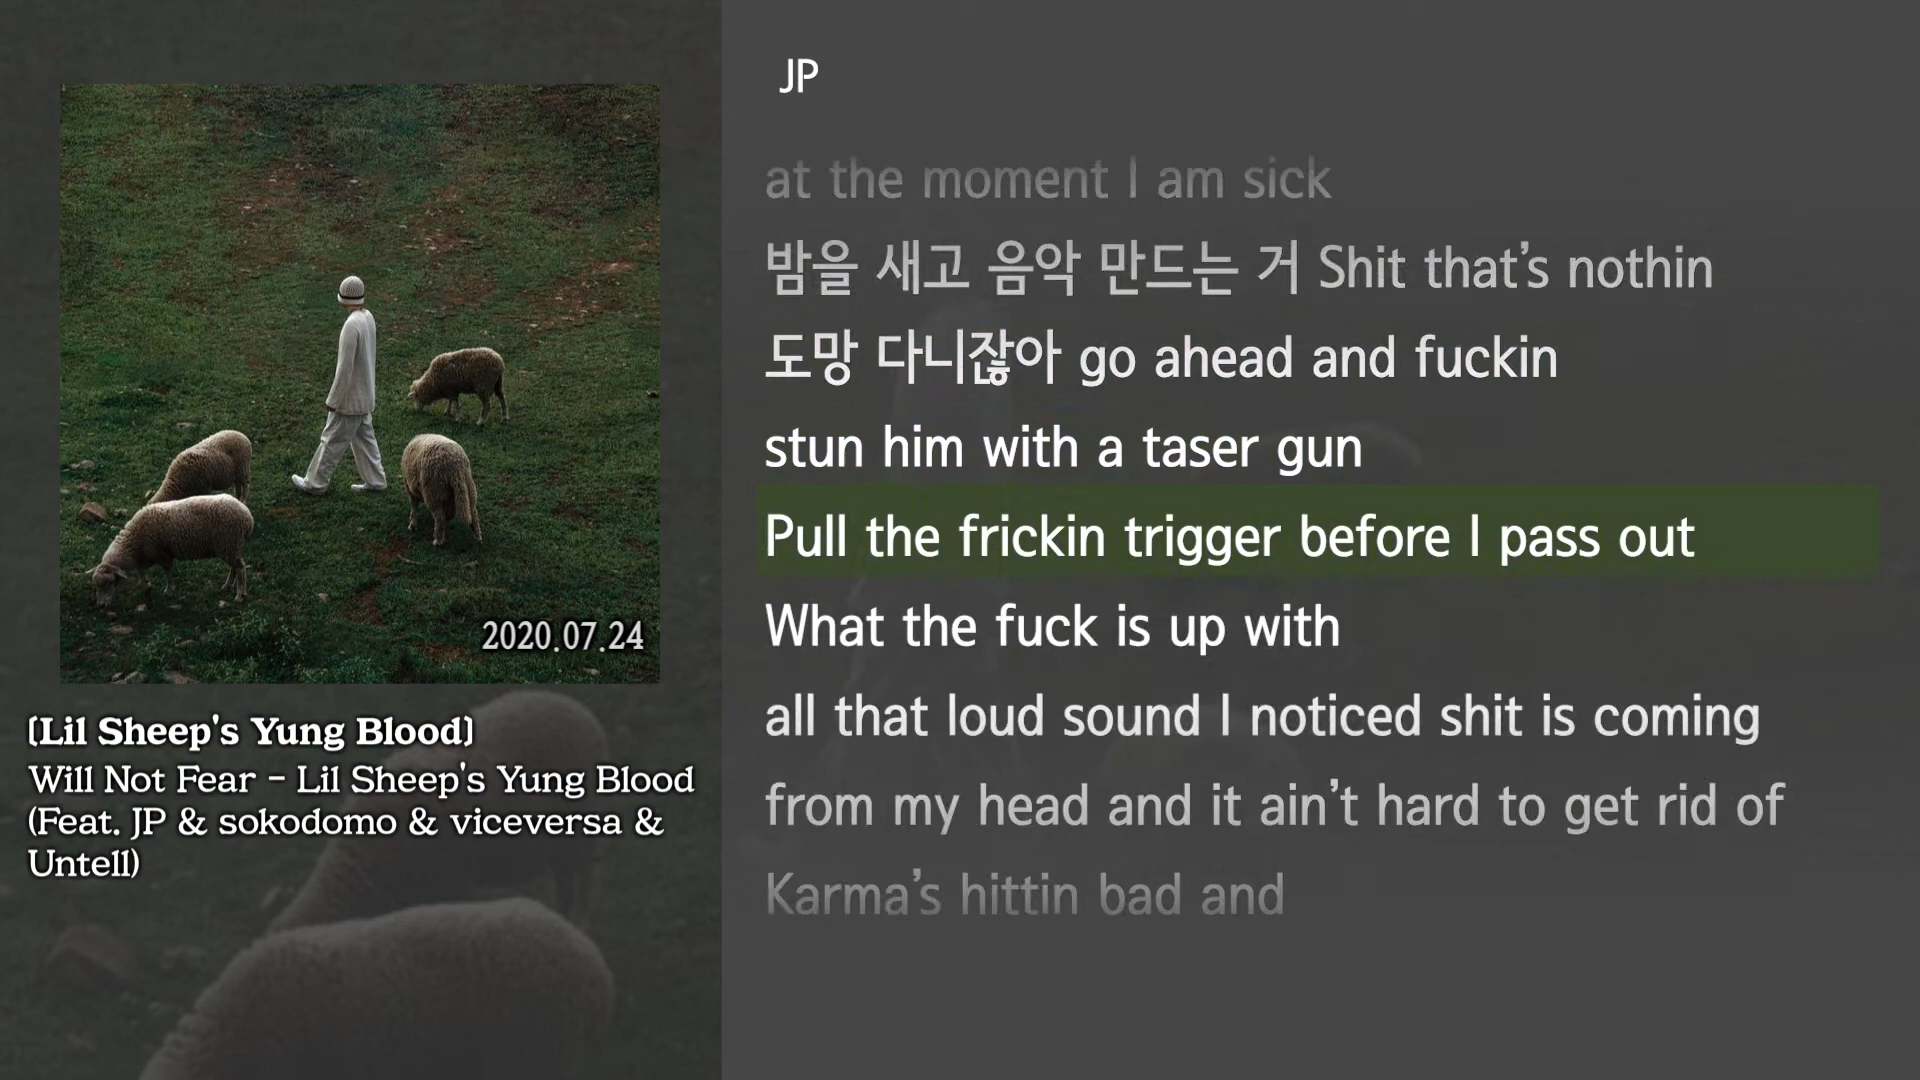 2020.07.24
[Lil Sheep's Yung Blood]
Will Not Fear - Lil Sheep's Yung Blood
(Feat. JP & sokodomo & viceversa &
Untell)
JP
at the moment I am sick
밤을 새고 음악 만드는 거 Shit that's nothin
도망 다니잖아 go ahead and fuckin
stun him with a taser gun
Pull the frickin trigger before I pass out
What the fuck is up with
all that loud sound I noticed shit is coming
from my head and it ain't hard to get rid of
Karma's hittin bad and